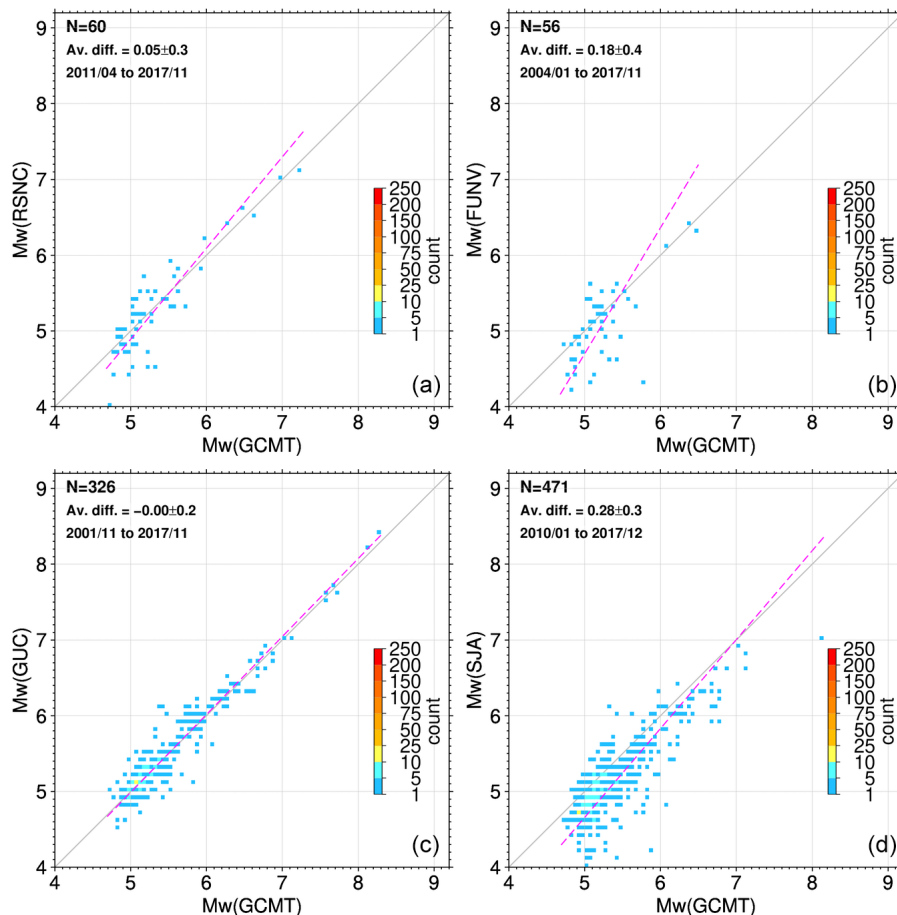 N=60
Av. diff. = 0.05±0.3
2011/04 to 2017/11
9
8
7
6
5
4
Mw(RSNC)
250
200
150
100
75
50
25
10
5
1
count
(a)
4 5 6 7 8 9
Mw(GCMT)
N=56
Av. diff. = 0.18±0.4
2004/01 to 2017/11
9
8
7
6
5
4
Mw(FUNV)
250
200
150
100
75
50
25
10
5
1
count
(b)
4 5 6 7 8 9
Mw(GCMT)
N=326
Av. diff. = −0.00±0.2
2001/11 to 2017/11
9
8
7
6
5
4
Mw(GUC)
250
200
150
100
75
50
25
10
5
1
count
(c)
4 5 6 7 8 9
Mw(GCMT)
N=471
Av. diff. = 0.28±0.3
2010/01 to 2017/12
9
8
7
6
5
4
Mw(SJA)
250
200
150
100
75
50
25
10
5
1
count
(d)
4 5 6 7 8 9
Mw(GCMT)